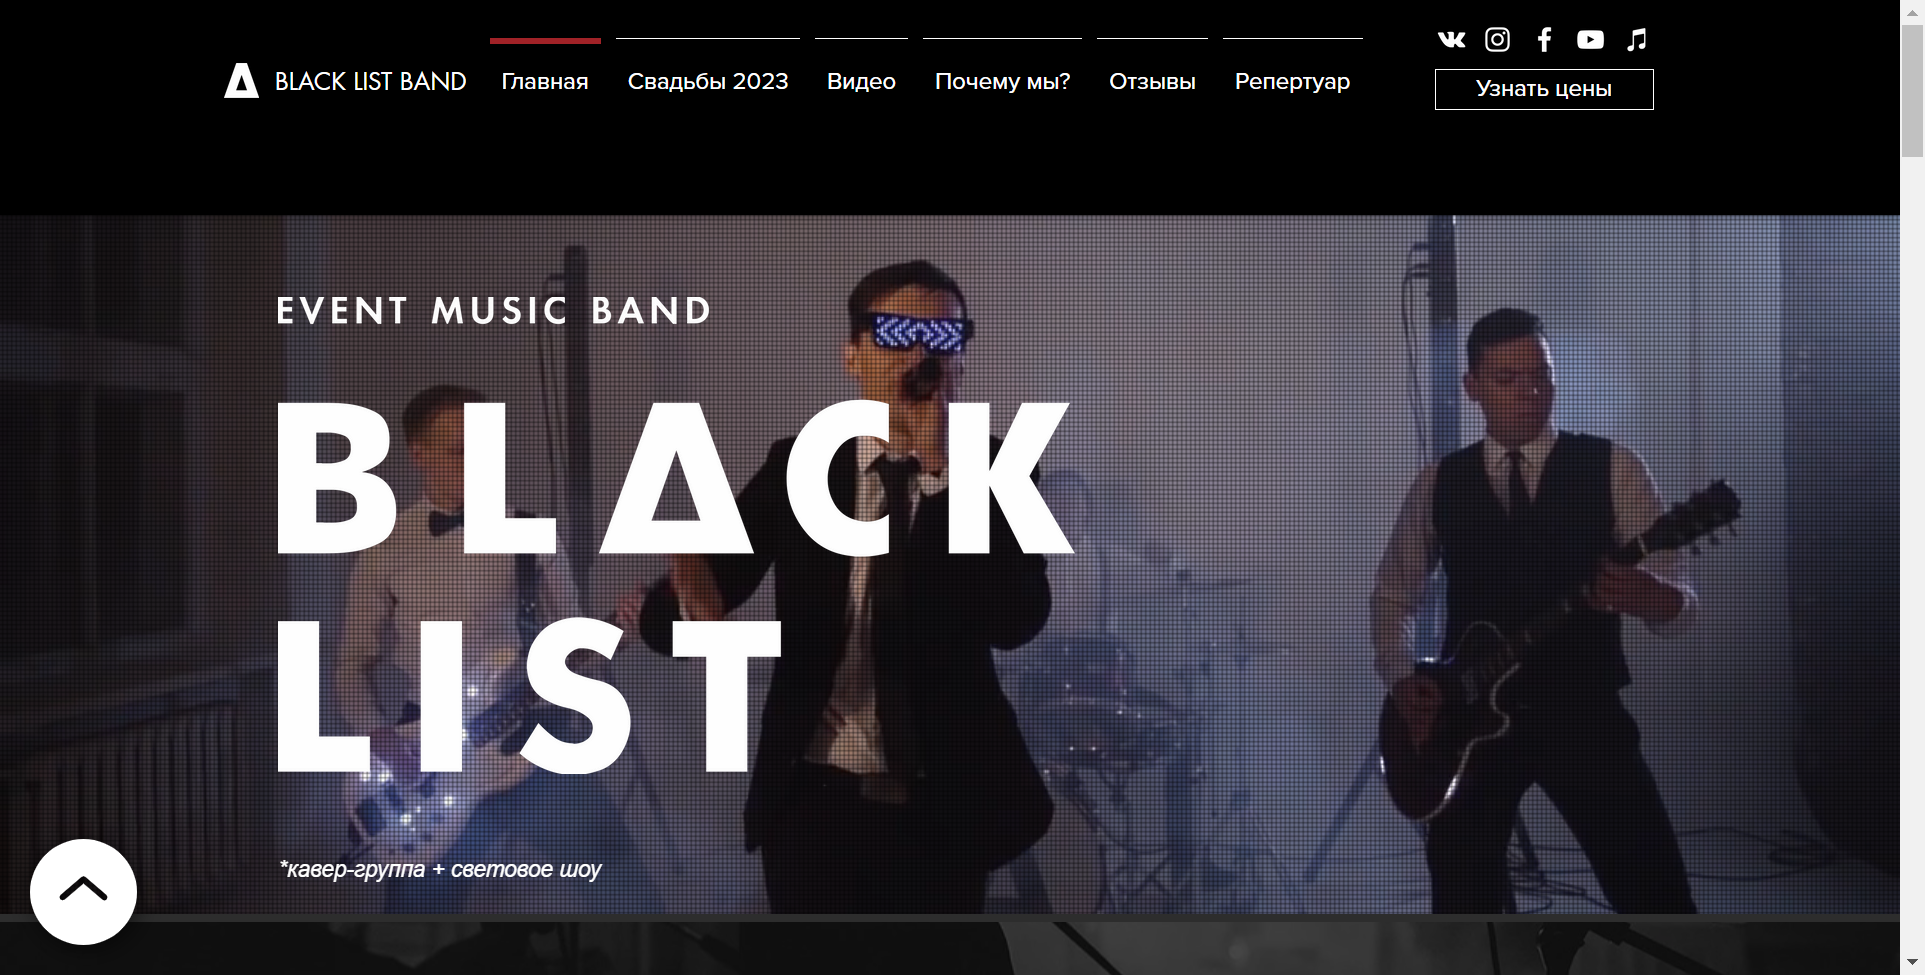 BLACK LIST BAND
Главная
Свадьбы 2023
Видео
Почему мы?
Отзывы
Репертуар
Узнать цены
EVENT MUSIC BAND
BLACK
LIST
*кавер-группа + световое шоу